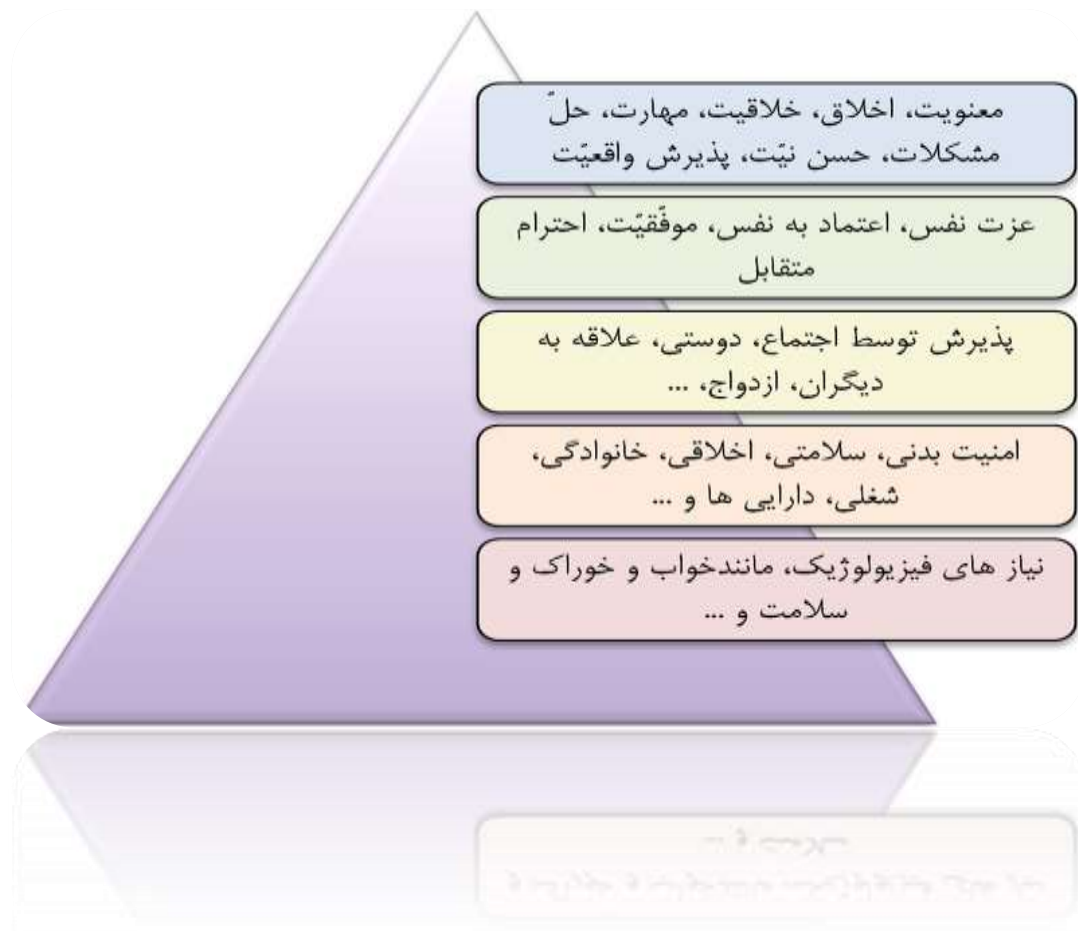 معنویت، اخلاق، خلاقیت، مهارت، حلّ
مشکلات، حسن نیّت، پذیرش واقعیّت
عزت نفس، اعتماد به نفس، موفّقیّت، احترام
متقابل
پذیرش توسط اجتماع، دوستی، علاقه به
دیگران، ازدواج، ...
امنیت بدنی، سلامتی، اخلاقی، خانوادگی،
شغلی، دارایی ها و ...
نیاز های فیزیولوژیک، مانندخواب و خوراک و
سلامت و ...